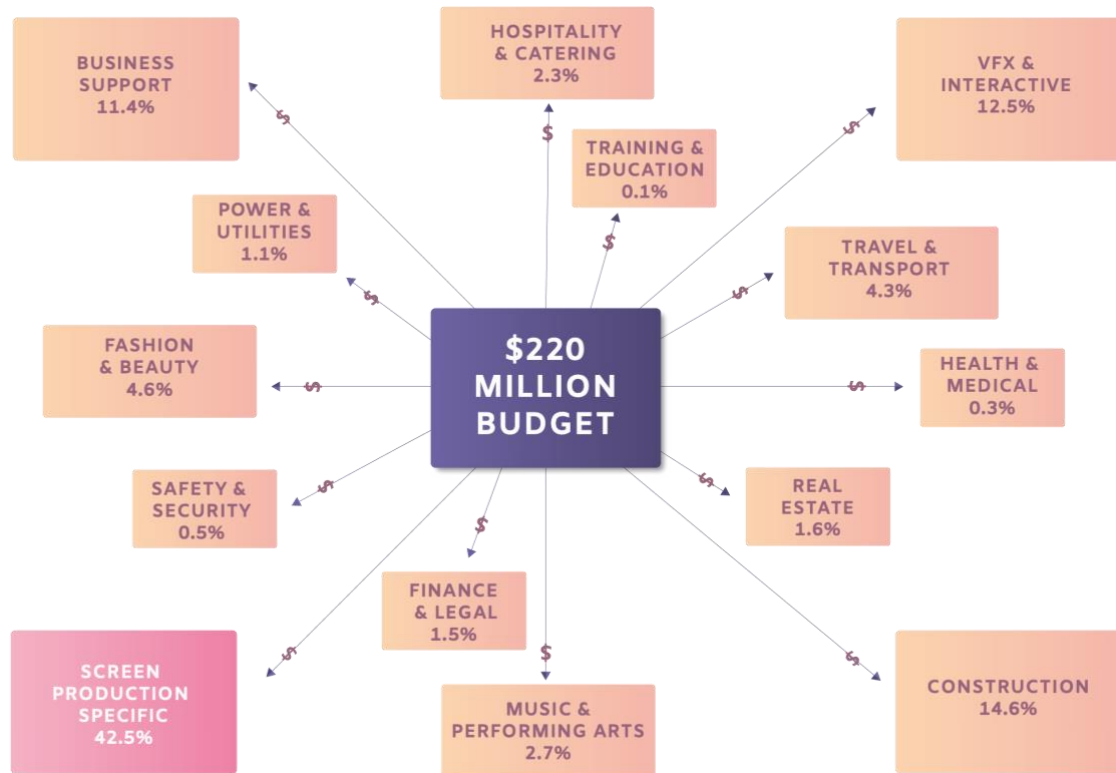 BUSINESS
SUPPORT
11.4%
HOSPITALITY
& CATERING
2.3%
VFX &
INTERACTIVE
12.5%
$
$
$
TRAINING &
EDUCATION
0.1%
POWER &
UTILITIES
1.1%
$
TRAVEL &
TRANSPORT
4.3%
$
$
FASHION
& BEAUTY
4.6%
$
$220
MILLION
BUDGET
$
HEALTH &
MEDICAL
0.3%
SAFETY &
SECURITY
0.5%
$
$
REAL
ESTATE
1.6%
$
FINANCE
& LEGAL
1.5%
SCREEN
PRODUCTION
SPECIFIC
42.5%
$
$
MUSIC &
PERFORMING ARTS
2.7%
$
CONSTRUCTION
14.6%